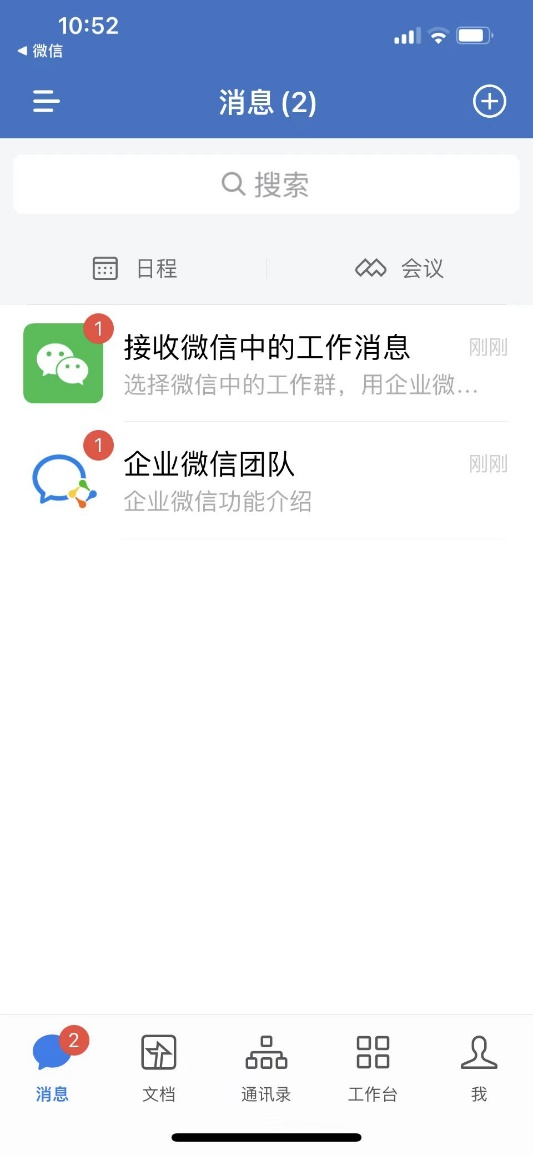 10:52
◀ 微信
消息 (2)
搜索
日程
会议
1
接收微信中的工作消息
刚刚
选择微信中的工作群，用企业微...
1
企业微信团队
刚刚
企业微信功能介绍
2
消息
文档
通讯录
工作台
我